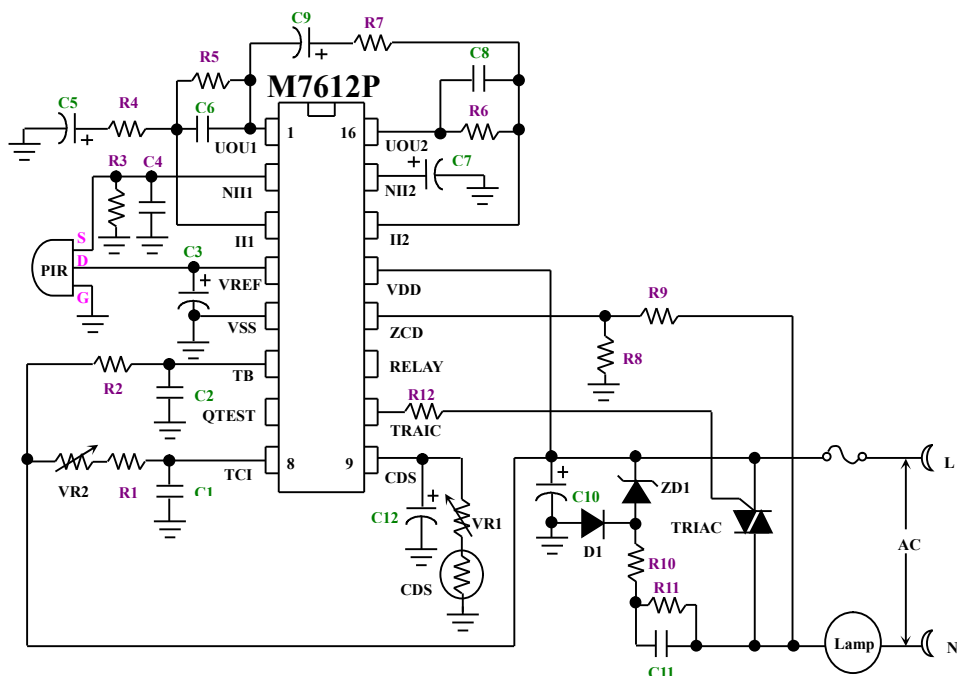 C9
R7
R5
C8
M7612P
C5
R4
C6
R6
1
16
UOU1
UOU2
R3
C4
C7
NII1
NII2
S
II1
II2
C3
PIR
D
VREF
VDD
G
R9
VSS
ZCD
R8
TB
RELAY
R2
C2
R12
QTEST
TRAIC
TCI
8
9
CDS
L
VR2
R1
C1
ZD1
C10
C12
VR1
TRIAC
D1
AC
R10
CDS
R11
Lamp
N
C11